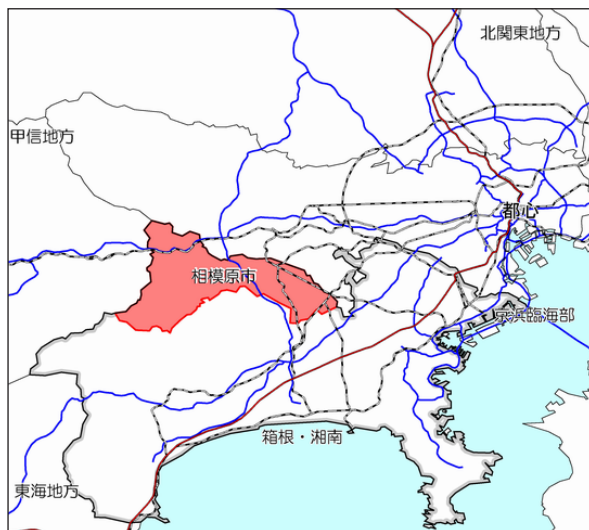 北関東地方
甲信地方
都心
相模原市
京浜臨海部
箱根・湘南
東海地方